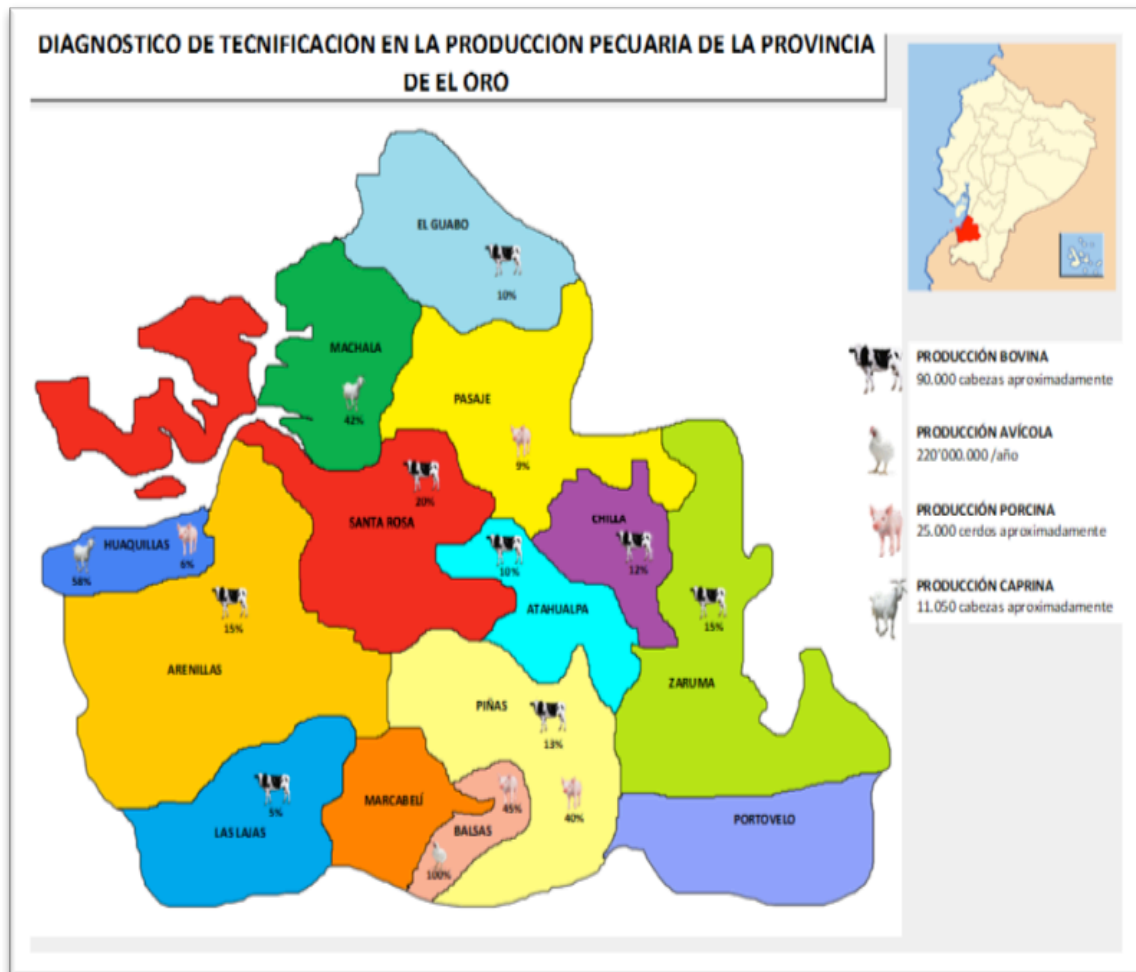 DIAGNOSTICO DE TECNIFICACION EN LA PRODUCCIÓN PECUARIA DE LA PROVINCIA
DE EL ORO
EL GUABO
10%
MACHALA
42%
PASAJE
9%
20%
SANTA ROSA
CHILLA
12%
HUAQUILLAS
58%
6%
10%
ATAHUALPA
15%
ARENILLAS
15%
ZARUMA
PIÑAS
13%
5%
LAS LAJAS
MARCABELÍ
45%
BALSAS
100%
40%
PORTOVELO
PRODUCCIÓN BOVINA
90.000 cabezas aproximadamente
PRODUCCIÓN AVÍCOLA
220'000.000 /año
PRODUCCIÓN PORCINA
25.000 cerdos aproximadamente
PRODUCCIÓN CAPRINA
11.050 cabezas aproximadamente